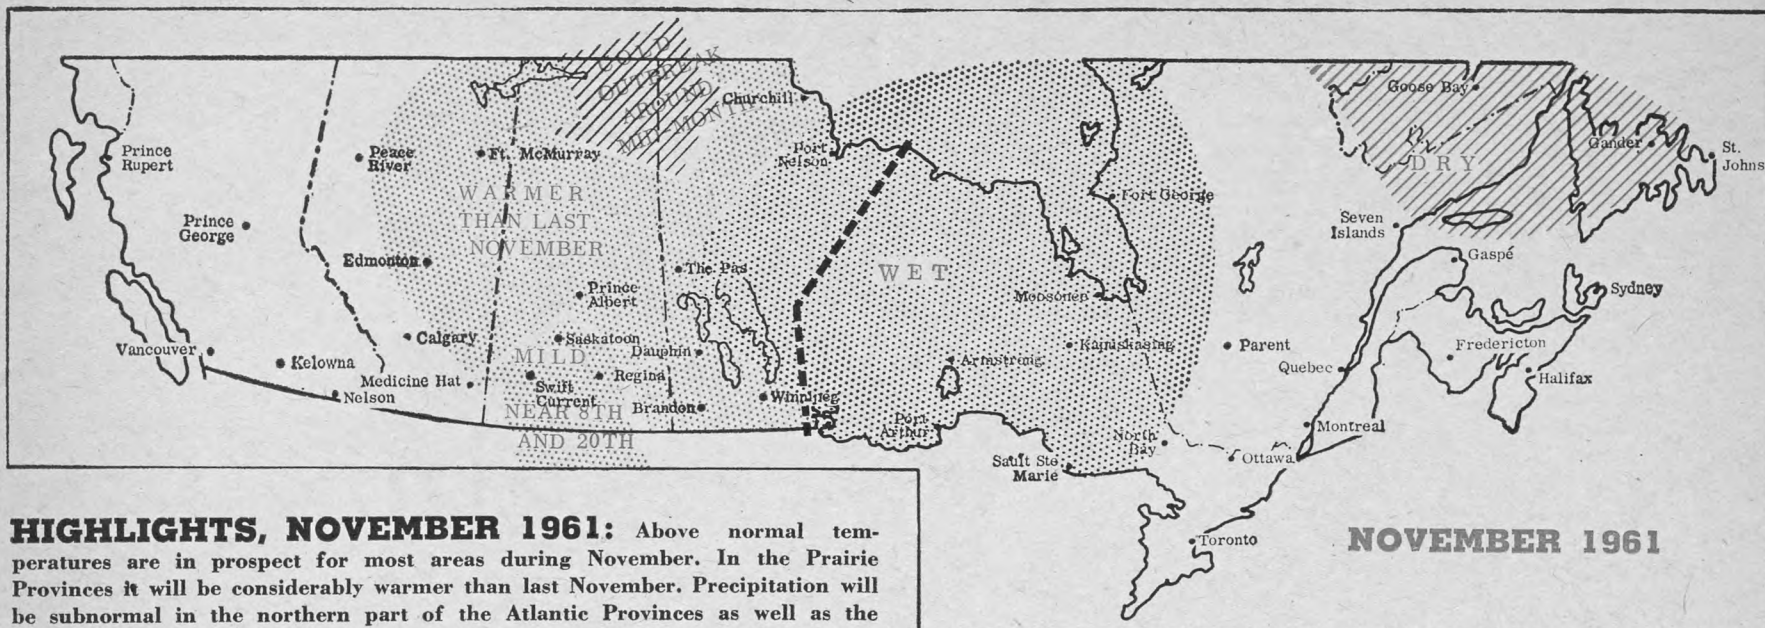 COLD
OUTBREAK
AROUND
MID-MONTH
Churchill
Goose Bay
Prince
Rupert
Peace
River
Ft. McMurray
Port
Nelson
Gander
St.
Johns
DRY
WARMER
THAN LAST
NOVEMBER
Fort George
Prince
George
Seven
Islands
Edmonton
The Pas
WET
Gaspé
Prince
Albert
Moosonee
Sydney
Vancouver
Kelowna
Calgary
Saskatoon
MILD
Dauphin
Armstrong
Kapuskasing
Parent
Fredericton
Medicine Hat
Nelson
Swift
Current
Regina
Quebec
Halifax
NEAR 8TH
AND 20TH
Brandon
Winnipeg
Port
Arthur
North
Bay
Montreal
Sault Ste
Marie
Ottawa
Toronto
NOVEMBER 1961
HIGHLIGHTS, NOVEMBER 1961: Above normal tem-
peratures are in prospect for most areas during November. In the Prairie
Provinces it will be considerably warmer than last November. Precipitation will
be subnormal in the northern part of the Atlantic Provinces as well as the